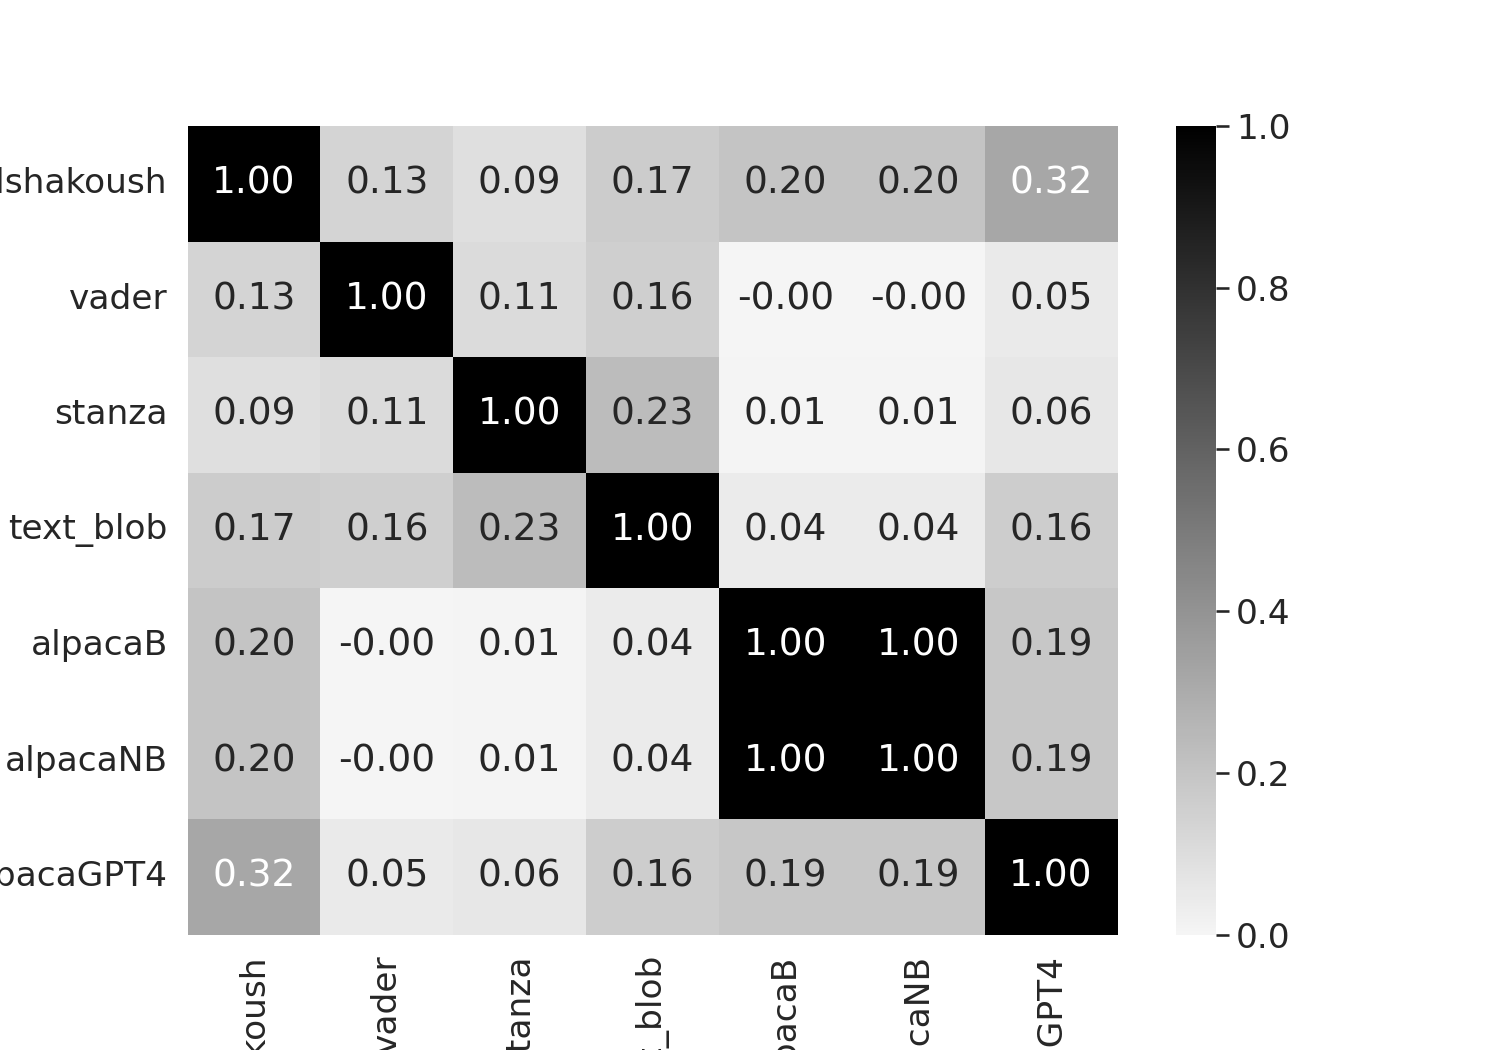 1.0
lshakoush 1.00 0.13 0.09 0.17 0.20 0.20 0.32
vader 0.13 1.00 0.11 0.16 -0.00 -0.00 0.05
0.8
stanza 0.09 0.11 1.00 0.23 0.01 0.01 0.06
0.6
text_blob 0.17 0.16 0.23 1.00 0.04 0.04 0.16
0.4
alpacaB 0.20 -0.00 0.01 0.04 1.00 1.00 0.19
alpacaNB 0.20 -0.00 0.01 0.04 1.00 1.00 0.19
0.2
pacaGPT4 0.32 0.05 0.06 0.16 0.19 0.19 1.00
0.0
koush
vader
tanza
_blob
pacaB
caNB
GPT4